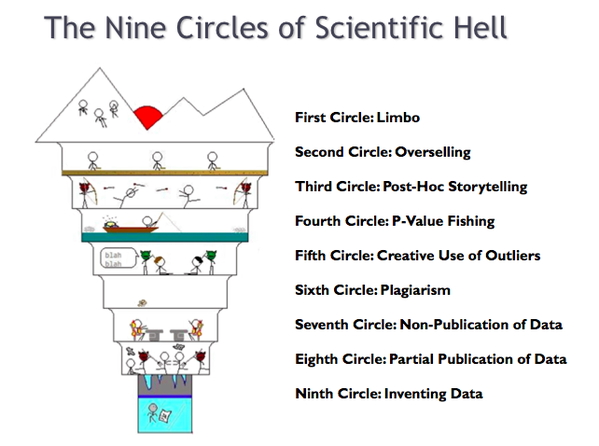 The Nine Circles of Scientific Hell
First Circle: Limbo
Second Circle: Overselling
Third Circle: Post-Hoc Storytelling
Fourth Circle: P-Value Fishing
blah
blah
Fifth Circle: Creative Use of Outliers
Sixth Circle: Plagiarism
Seventh Circle: Non-Publication of Data
Eighth Circle: Partial Publication of Data
Ninth Circle: Inventing Data